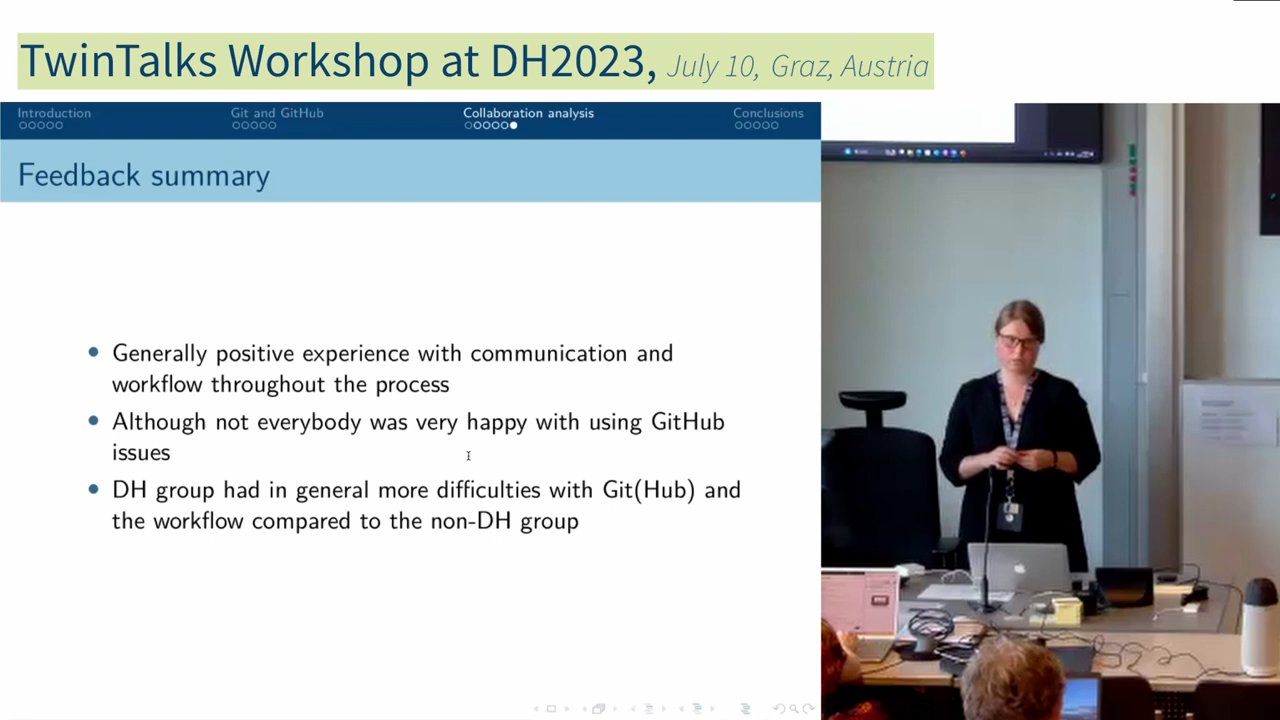 TwinTalks Workshop at DH2023, July 10, Graz, Austria
Introduction
Git and GitHub
Collaboration analysis
Conclusions
Feedback summary
Generally positive experience with communication and
workflow throughout the process
Although not everybody was very happy with using GitHub
issues
DH group had in general more difficulties with Git(Hub) and
the workflow compared to the non-DH group